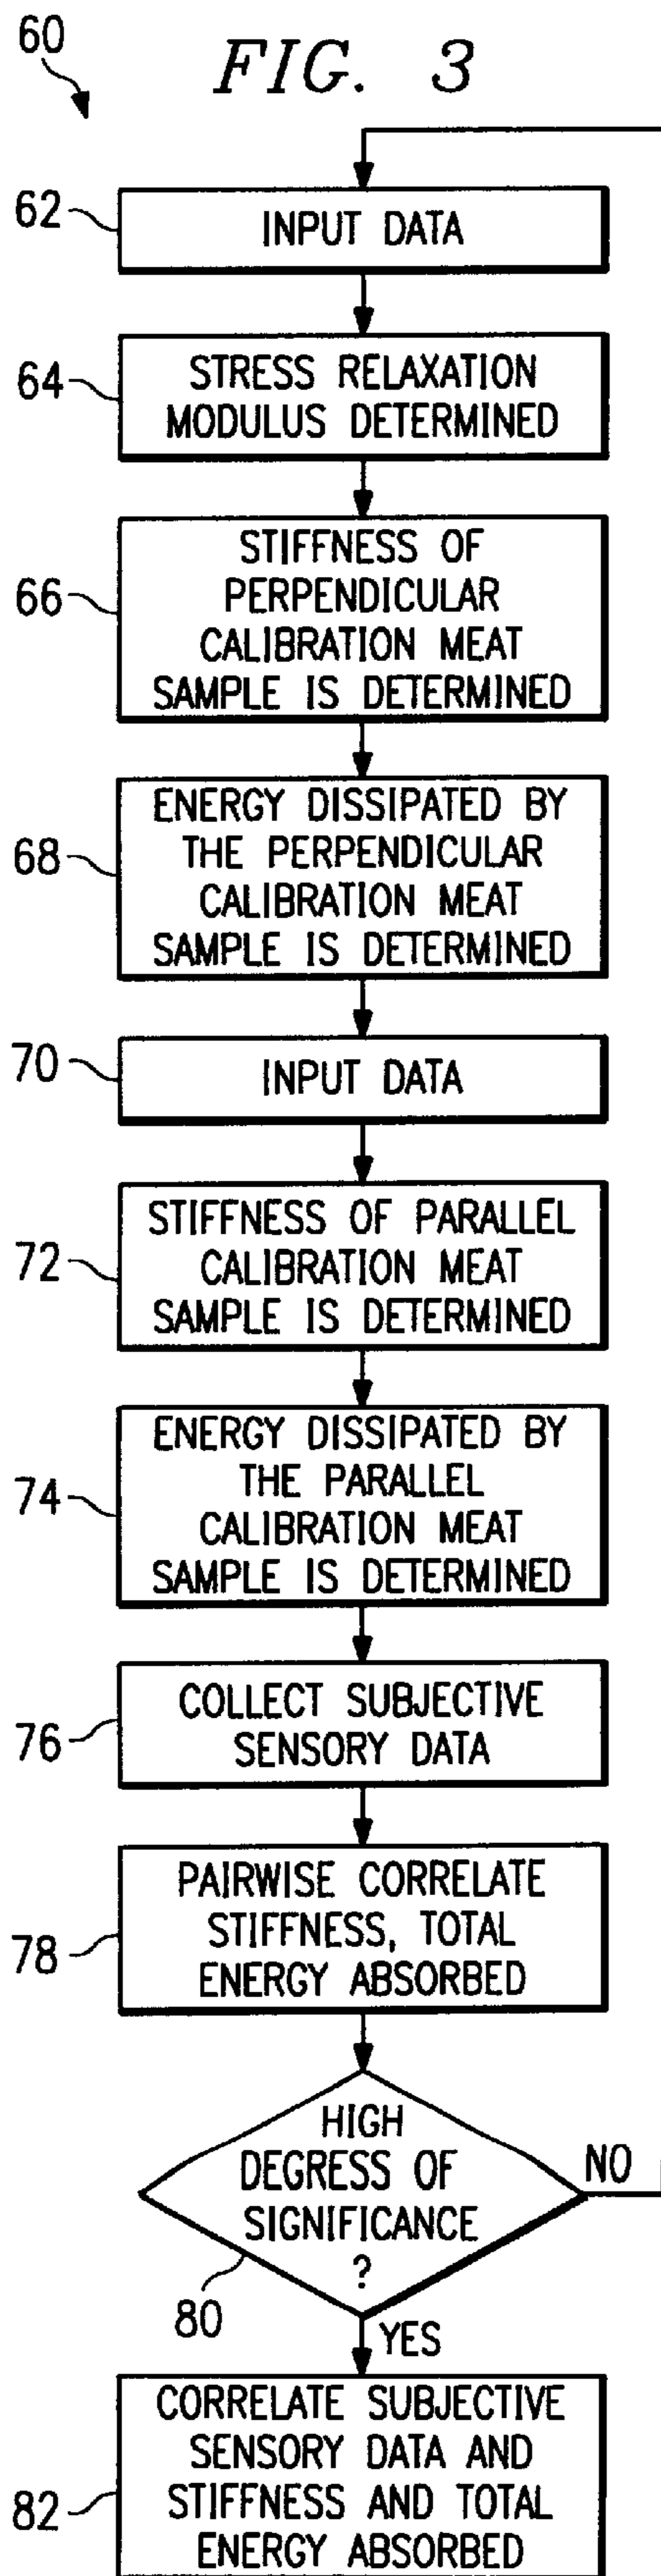 60
FIG. 3
62
INPUT DATA
64
STRESS RELAXATION
MODULUS DETERMINED
66
STIFFNESS OF
PERPENDICULAR
CALIBRATION MEAT
SAMPLE IS DETERMINED
68
ENERGY DISSIPATED BY
THE PERPENDICULAR
CALIBRATION MEAT
SAMPLE IS DETERMINED
70
INPUT DATA
72
STIFFNESS OF PARALLEL
CALIBRATION MEAT
SAMPLE IS DETERMINED
74
ENERGY DISSIPATED BY
THE PARALLEL
CALIBRATION MEAT
SAMPLE IS DETERMINED
76
COLLECT SUBJECTIVE
SENSORY DATA
78
PAIRWISE CORRELATE
STIFFNESS, TOTAL
ENERGY ABSORBED
HIGH
DEGRESS OF
SIGNIFICANCE
?
NO
80
YES
82
CORRELATE SUBJECTIVE
SENSORY DATA AND
STIFFNESS AND TOTAL
ENERGY ABSORBED